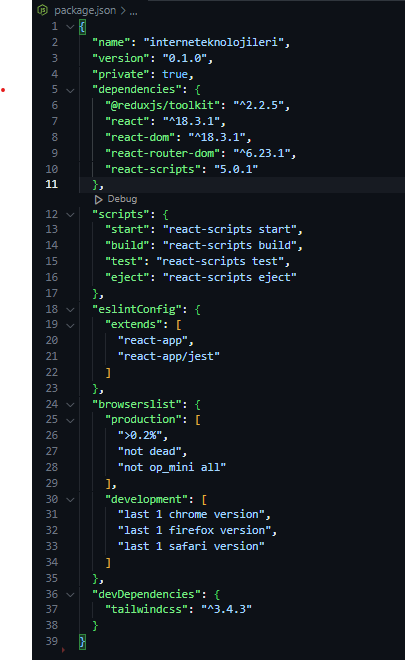 package.json > ...
1 {
2 "name": "interneteknolojileri",
3 "version": "0.1.0",
4 "private": true,
5 "dependencies": {
6 "@reduxjs/toolkit": "^2.2.5",
7 "react": "^18.3.1",
8 "react-dom": "^18.3.1",
9 "react-router-dom": "^6.23.1",
10 "react-scripts": "5.0.1"
11 },
Debug
12 "scripts": {
13 "start": "react-scripts start",
14 "build": "react-scripts build",
15 "test": "react-scripts test",
16 "eject": "react-scripts eject"
17 },
18 "eslintConfig": {
19 "extends": [
20 "react-app",
21 "react-app/jest"
22 ]
23 },
24 "browserslist": {
25 "production": [
26 ">0.2%",
27 "not dead",
28 "not op_mini all"
29 ],
30 "development": [
31 "last 1 chrome version",
32 "last 1 firefox version",
33 "last 1 safari version"
34 ]
35 },
36 "devDependencies": {
37 "tailwindcss": "^3.4.3"
38 }
39 }